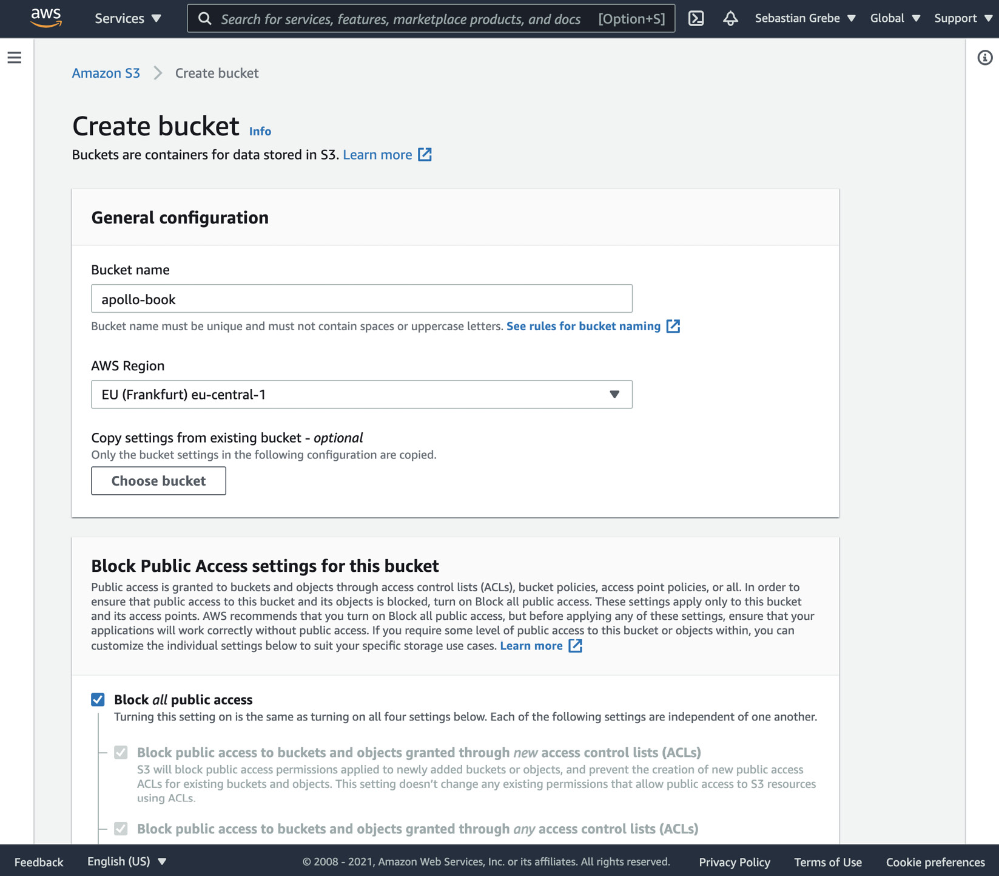 aws Services Search for services, features, marketplace products, and docs [Option+S] Sebastian Grebe Global Support
Amazon S3 Create bucket
Create bucket Info
Buckets are containers for data stored in S3. Learn more
General configuration
Bucket name
apollo-book
Bucket name must be unique and must not contain spaces or uppercase letters. See rules for bucket naming
AWS Region
EU (Frankfurt) eu-central-1
Copy settings from existing bucket - optional
Only the bucket settings in the following configuration are copied.
Choose bucket
Block Public Access settings for this bucket
Public access is granted to buckets and objects through access control lists (ACLs), bucket policies, access point policies, or all. In order to
ensure that public access to this bucket and its objects is blocked, turn on Block all public access. These settings apply only to this bucket
and its access points. AWS recommends that you turn on Block all public access, but before applying any of these settings, ensure that your
applications will work correctly without public access. If you require some level of public access to this bucket or objects within, you can
customize the individual settings below to suit your specific storage use cases. Learn more
Block all public access
Turning this setting on is the same as turning on all four settings below. Each of the following settings are independent of one another.
Block public access to buckets and objects granted through new access control lists (ACLs)
S3 will block public access permissions applied to newly added buckets or objects, and prevent the creation of new public access
ACLs for existing buckets and objects. This setting doesn't change any existing permissions that allow public access to S3 resources
using ACLs.
Block public access to buckets and objects granted through any access control lists (ACLs)
Feedback English (US) © 2008 - 2021, Amazon Web Services, Inc. or its affiliates. All rights reserved. Privacy Policy Terms of Use Cookie preferences